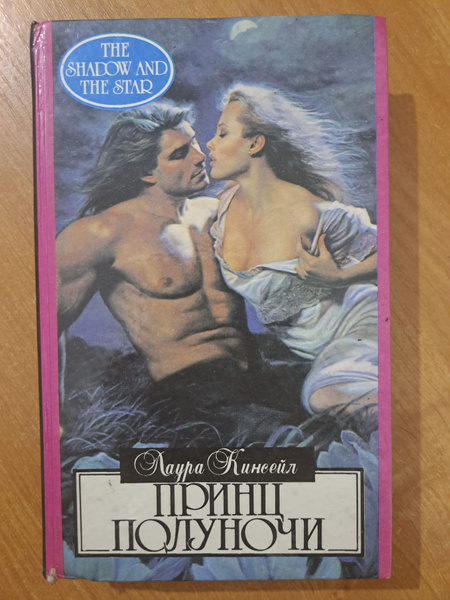 THE
SHADOW AND
THE STAR
Лаура Кинсейл
ПРИНЦ
ПОЛУНОЧИ